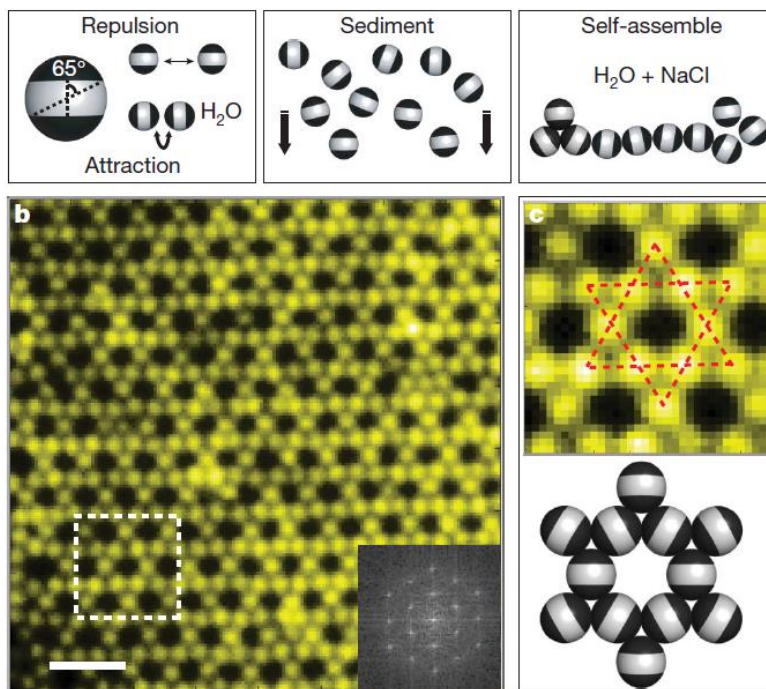 Repulsion
65°
H₂O
Attraction
Sediment
Self-assemble
H₂O + NaCl
b
c